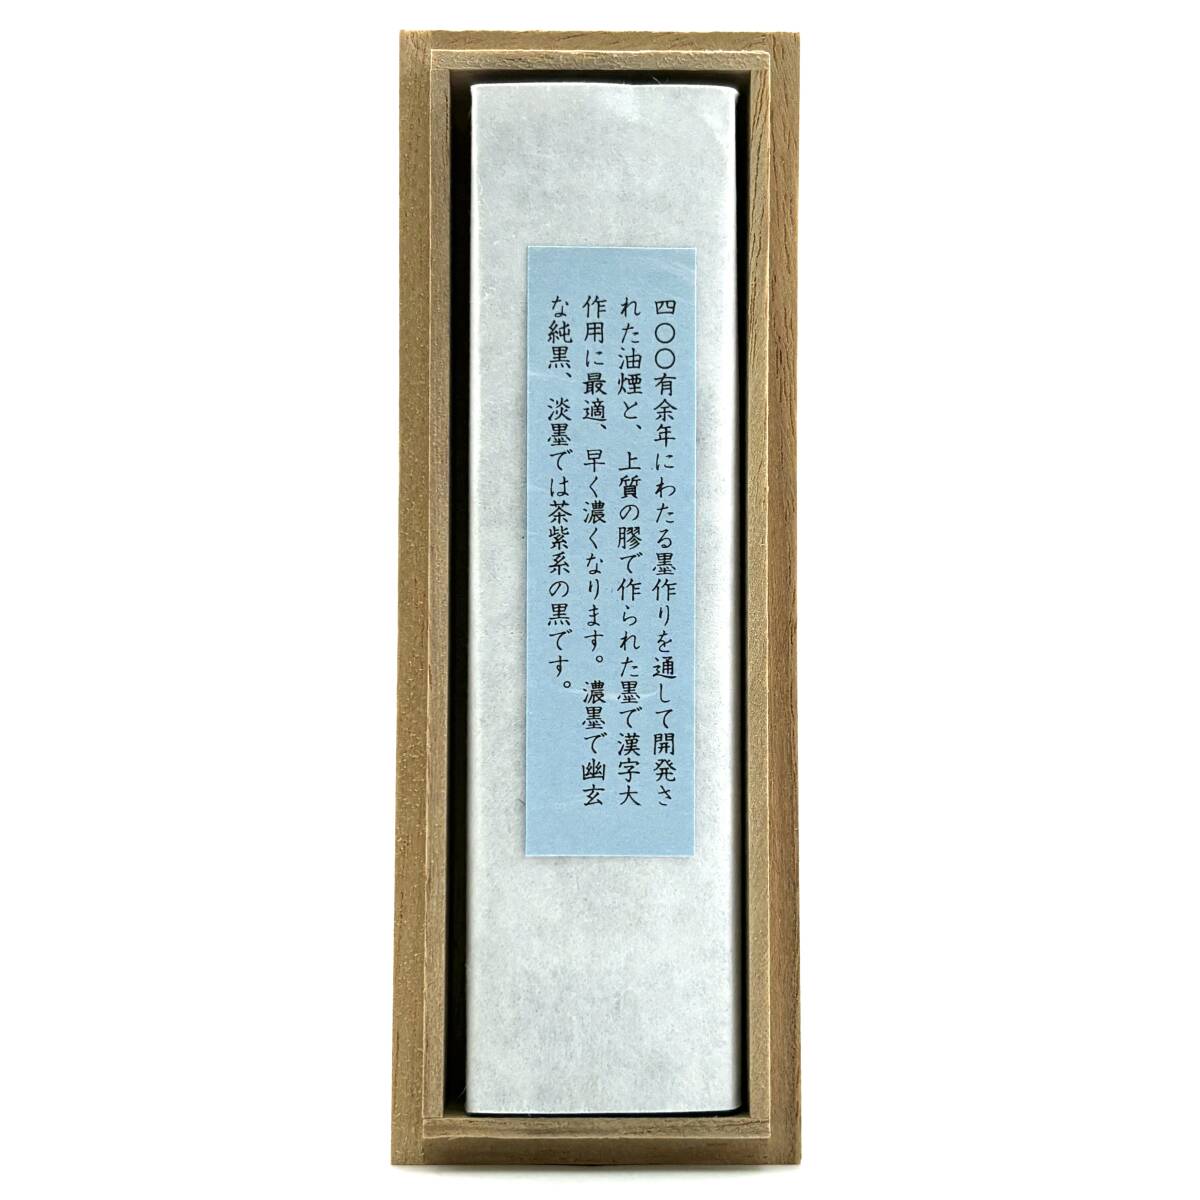 四〇〇有余年にわたる墨作りを通して開発さ
れた油煙と、上質の膠で作られた墨で漢字大
作用に最適、早く濃くなります。濃墨で幽玄
な純黒、淡墨では茶紫系の黒です。